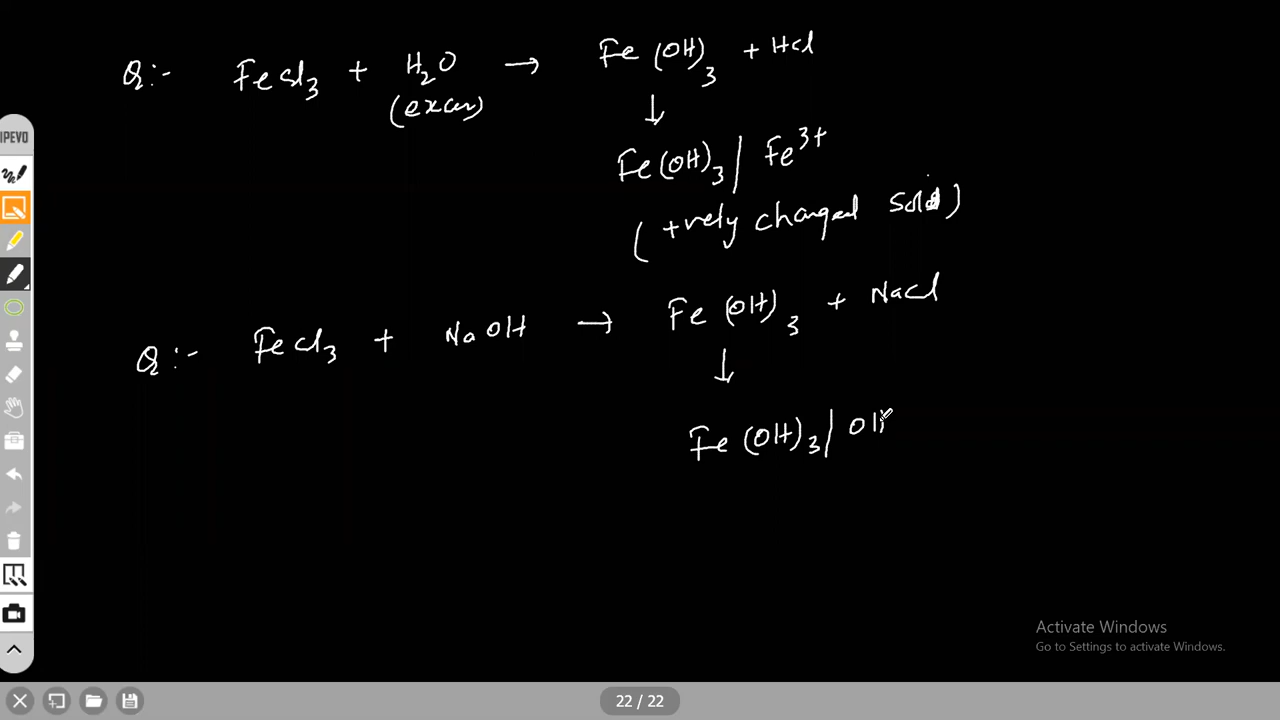 IPEVO
Q:- FeCl3 + H2O → Fe(OH)3 + HCl
(excess)
↓
Fe(OH)3 / Fe3+
(+vely charged sol)
Q:- FeCl3 + NaOH → Fe(OH)3 + NaCl
↓
Fe(OH)3 / OH
Activate Windows
Go to Settings to activate Windows.
22 / 22